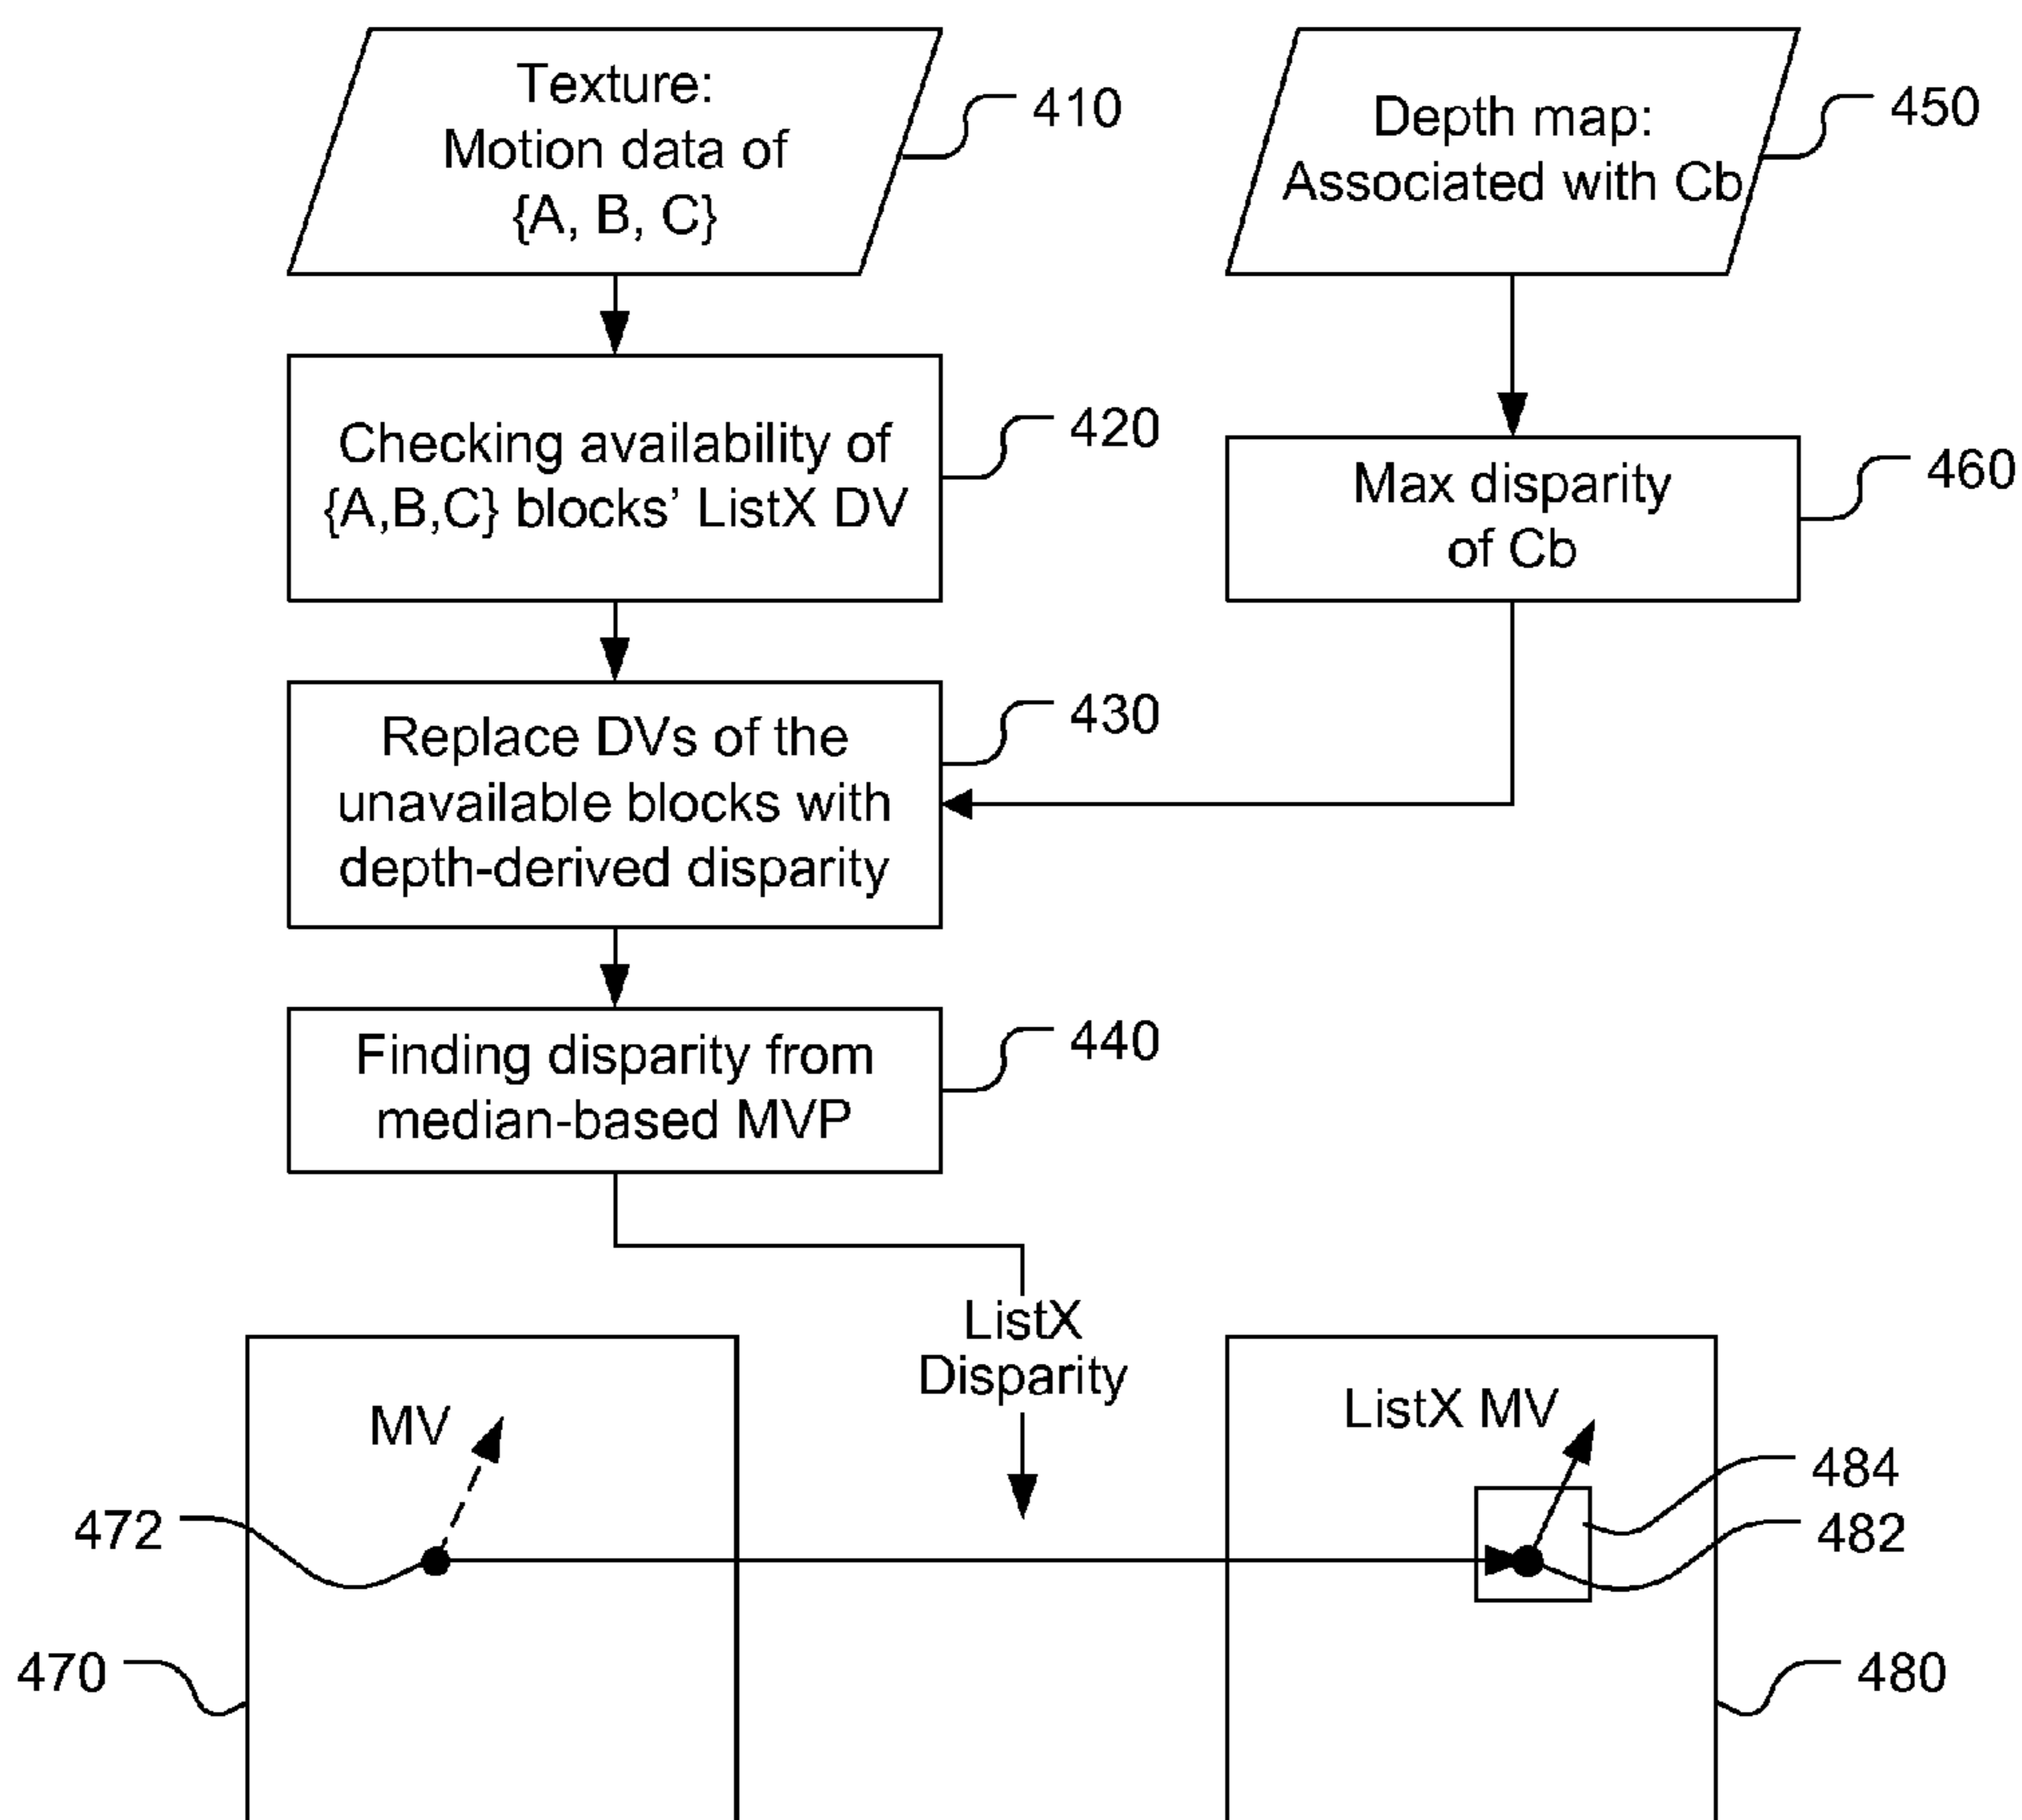 Texture:
Motion data of
{A, B, C}
410
Depth map:
Associated with Cb
450
Checking availability of
{A,B,C} blocks’ ListX DV
420
Max disparity
of Cb
460
Replace DVs of the
unavailable blocks with
depth-derived disparity
430
Finding disparity from
median-based MVP
440
ListX
Disparity
MV
ListX MV
484
472
482
470
480